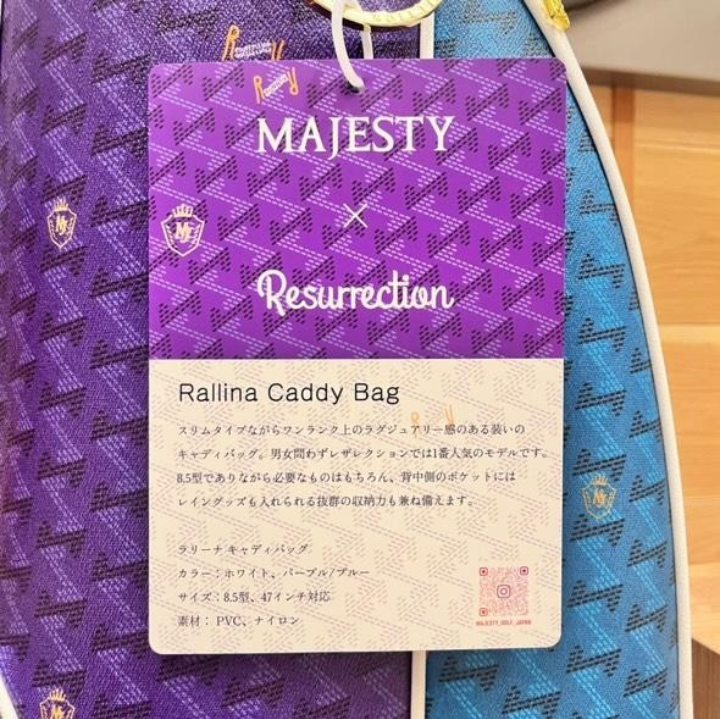 MAJESTY
×
Resurrection
Rallina Caddy Bag
スリムタイプながらワンランク上のラグジュアリー感のある装いの
キャディバッグ。男女問わずレザレクションでは1番人気のモデルです。
8.5型でありながら必要なものはもちろん、背中側のポケットには
レイングッズも入れられる抜群の収納力も兼ね備えます。
ラリーナ キャディバッグ
カラー：ホワイト、パープル/ブルー
サイズ：8.5型、47インチ対応
素材： PVC、ナイロン
MAJESTY_GOLF_JAPAN